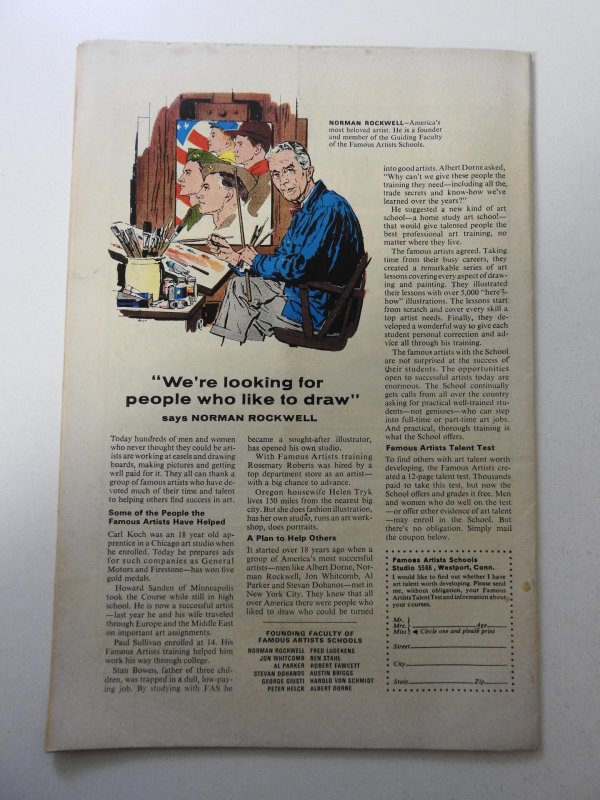 NORMAN ROCKWELL—America's
most beloved artist. He is a founder
and member of the Guiding Faculty
of the Famous Artists Schools.
"We're looking for
people who like to draw"
says NORMAN ROCKWELL
Today hundreds of men and women
who never thought they could be art-
ists are working at easels and drawing
boards, making pictures and getting
well paid for it. They all can thank a
group of famous artists who have de-
voted much of their time and talent
to helping others find success in art.
Some of the People the
Famous Artists Have Helped
Carl Koch was an 18 year old ap-
prentice in a Chicago art studio when
he enrolled. Today he prepares ads
for such companies as General
Motors and Firestone—has won five
gold medals.
Howard Sanden of Minneapolis
took the Course while still in high
school. He is now a successful artist
—last year he and his wife traveled
through Europe and the Middle East
on important art assignments.
Paul Sullivan enrolled at 14. His
Famous Artists training helped him
work his way through college.
Stan Bowen, father of three chil-
dren, was trapped in a dull, low-pay-
ing job. By studying with FAS he
became a sought-after illustrator,
has opened his own studio.
With Famous Artists training
Rosemary Roberts was hired by a
top department store as an artist—
with a big chance to advance.
Oregon housewife Helen Tryk
lives 150 miles from the nearest big
city. But she does fashion illustration,
has her own studio, runs an art work-
shop, does portraits.
A Plan to Help Others
It started over 18 years ago when a
group of America's most successful
artists—men like Albert Dorne, Nor-
man Rockwell, Jon Whitcomb, Al
Parker and Stevan Dohanos—met in
New York City. They knew that all
over America there were people who
liked to draw who could be turned
FOUNDING FACULTY OF
FAMOUS ARTISTS SCHOOLS
NORMAN ROCKWELL FRED LUDEKENS
JON WHITCOMB BEN STAHL
AL PARKER ROBERT FAWCETT
STEVAN DOHANOS AUSTIN BRIGGS
GEORGE GIUSTI HAROLD VON SCHMIDT
PETER HELCK ALBERT DORNE
into good artists. Albert Dorne asked,
"Why can't we give these people the
training they need—including all the
trade secrets and know-how we've
learned over the years?"
He suggested a new kind of art
school—a home study art school—
that would give talented people the
best professional art training, no
matter where they live.
The famous artists agreed. Taking
time from their busy careers, they
created a remarkable series of art
lessons covering every aspect of draw-
ing and painting. They illustrated
their lessons with over 5,000 "here's-
how" illustrations. The lessons start
from scratch and cover every skill a
top artist needs. Finally, they de-
veloped a wonderful way to give each
student personal correction and ad-
vice all through his training.
The famous artists with the School
are not surprised at the success of
their students. The opportunities
open to successful artists today are
enormous. The School continually
gets calls from all over the country
asking for practical well-trained stu-
dents—not geniuses—who can step
into full-time or part-time art jobs.
And practical, thorough training is
what the School offers.
Famous Artists Talent Test
To find others with art talent worth
developing, the Famous Artists cre-
ated a 12-page talent test. Thousands
paid to take this test, but now the
School offers and grades it free. Men
and women who do well on the test
—or offer other evidence of art talent
—may enroll in the School. But
there's no obligation. Simply mail
the coupon below.
Famous Artists Schools
Studio 5566, Westport, Conn.
I would like to find out whether I have
art talent worth developing. Please send
me, without obligation, your Famous
Artists Talent Test and information about
your courses.
Mr.
Mrs. Age
Miss Circle one and please print
Street
City
State Zip